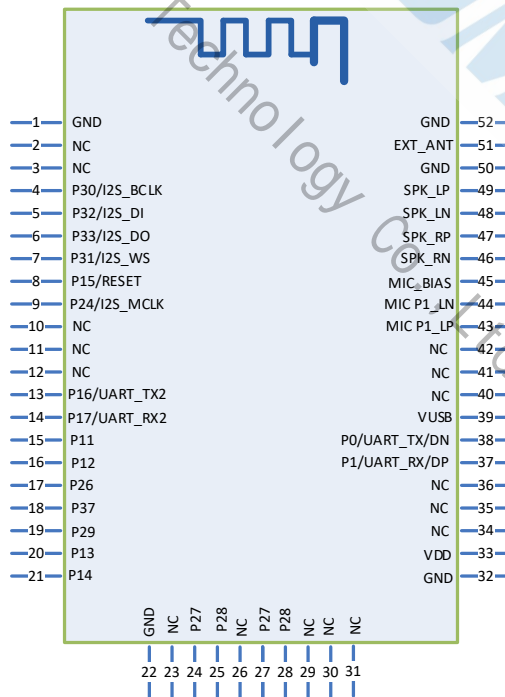 1 GND
2 NC
3 NC
4 P30/I2S_BCLK
5 P32/I2S_DI
6 P33/I2S_DO
7 P31/I2S_WS
8 P15/RESET
9 P24/I2S_MCLK
10 NC
11 NC
12 NC
13 P16/UART_TX2
14 P17/UART_RX2
15 P11
16 P12
17 P26
18 P37
19 P29
20 P13
21 P14
GND 52
EXT_ANT 51
GND 50
SPK_LP 49
SPK_LN 48
SPK_RP 47
SPK_RN 46
MIC_BIAS 45
MIC P1_LN 44
MIC P1_LP 43
NC 42
NC 41
NC 40
VUSB 39
P0/UART_TX/DN 38
P1/UART_RX/DP 37
NC 36
NC 35
NC 34
VDD 33
GND 32
GND NC P27 P28 NC P27 P28 NC NC NC
22 23 24 25 26 27 28 29 30 31
Technology Co., Ltd